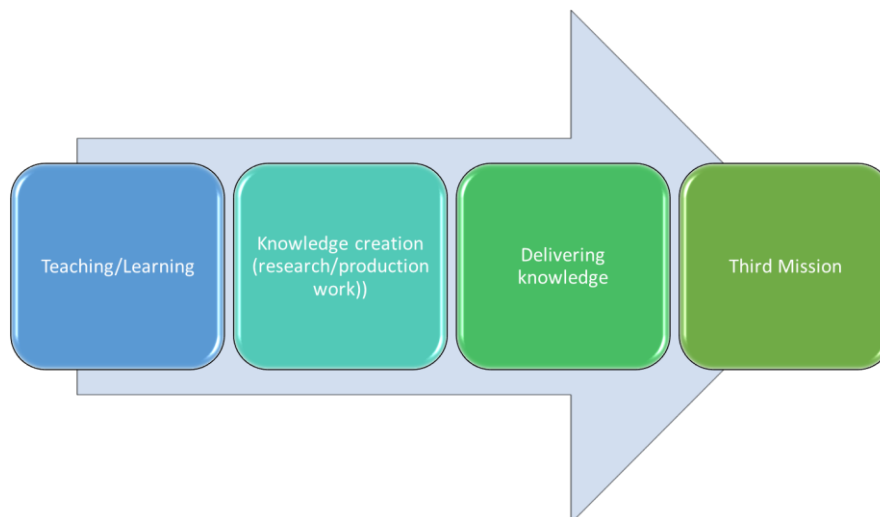 Teaching/Learning
Knowledge creation
(research/production
work))
Delivering
knowledge
Third Mission